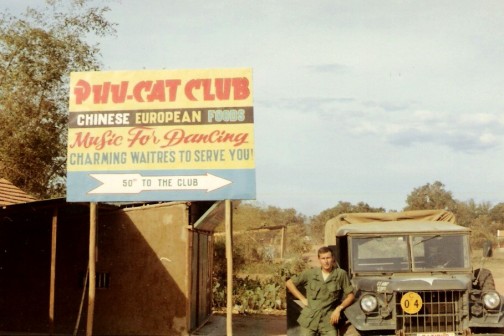 PHU-CAT CLUB
CHINESE EUROPEAN FOODS
Music For Dancing
CHARMING WAITRES TO SERVE YOU!
50" TO THE CLUB
04